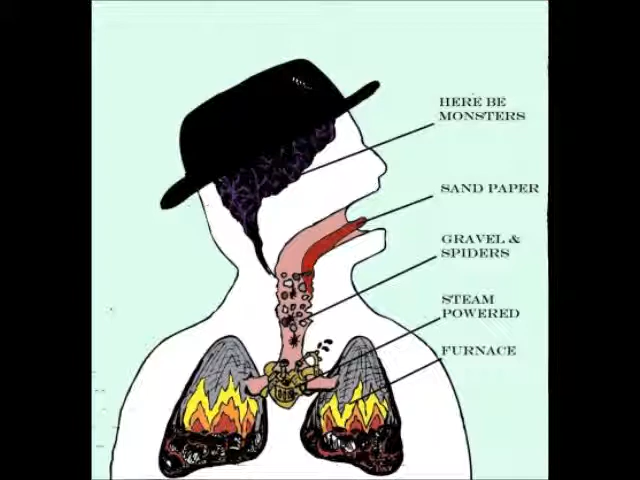 HERE BE
MONSTERS
SAND PAPER
GRAVEL &
SPIDERS
STEAM
POWERED
FURNACE